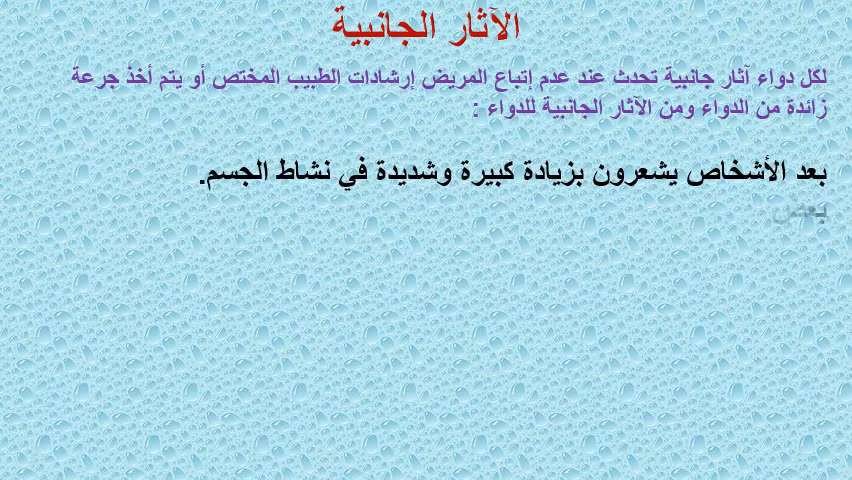 الآثار الجانبية
لكل دواء آثار جانبية تحدث عند عدم إتباع المريض إرشادات الطبيب المختص أو يتم أخذ جرعة
زائدة من الدواء ومن الآثار الجانبية للدواء :
بعد الأشخاص يشعرون بزيادة كبيرة وشديدة في نشاط الجسم.
بعض